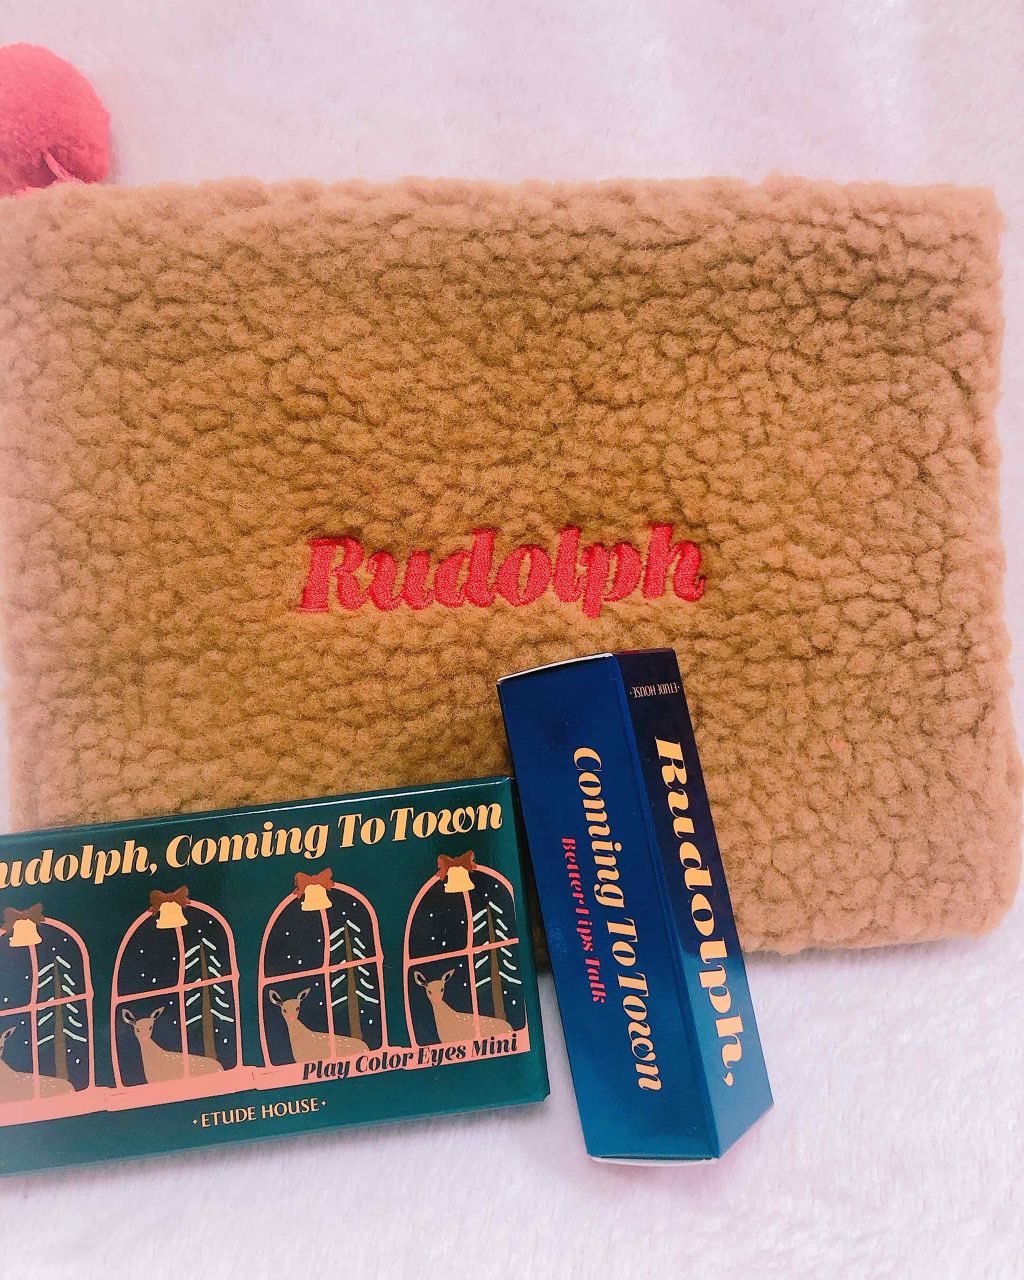 Rudolph
udolph, Coming To Town
Play Color Eyes Mini
·ETUDE HOUSE·
·ETUDE HOUSE·
Rudolph,
Coming To Town
Better Lips Talk